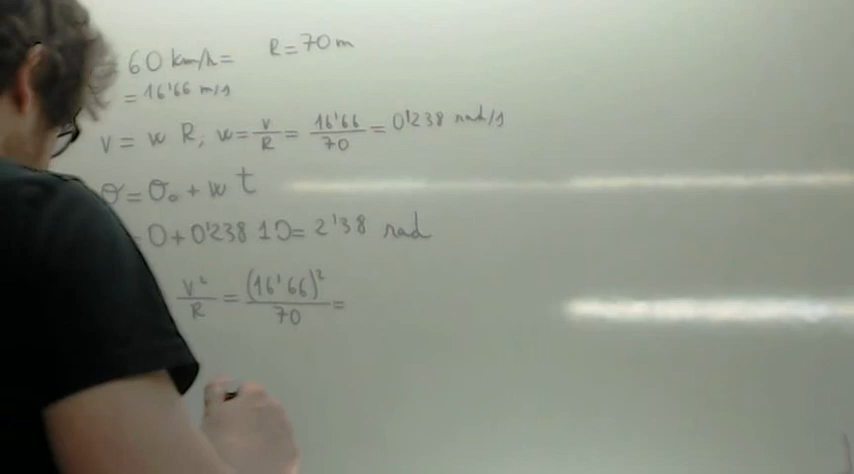 60 km/h = R = 70 m
= 16'66 m/s
v = w R, w = v/R = 16'66/70 = 0'238 rad/s
θ = θ₀ + w t
0 + 0'238 10 = 2'38 rad
v²/R = (16'66)²/70 =